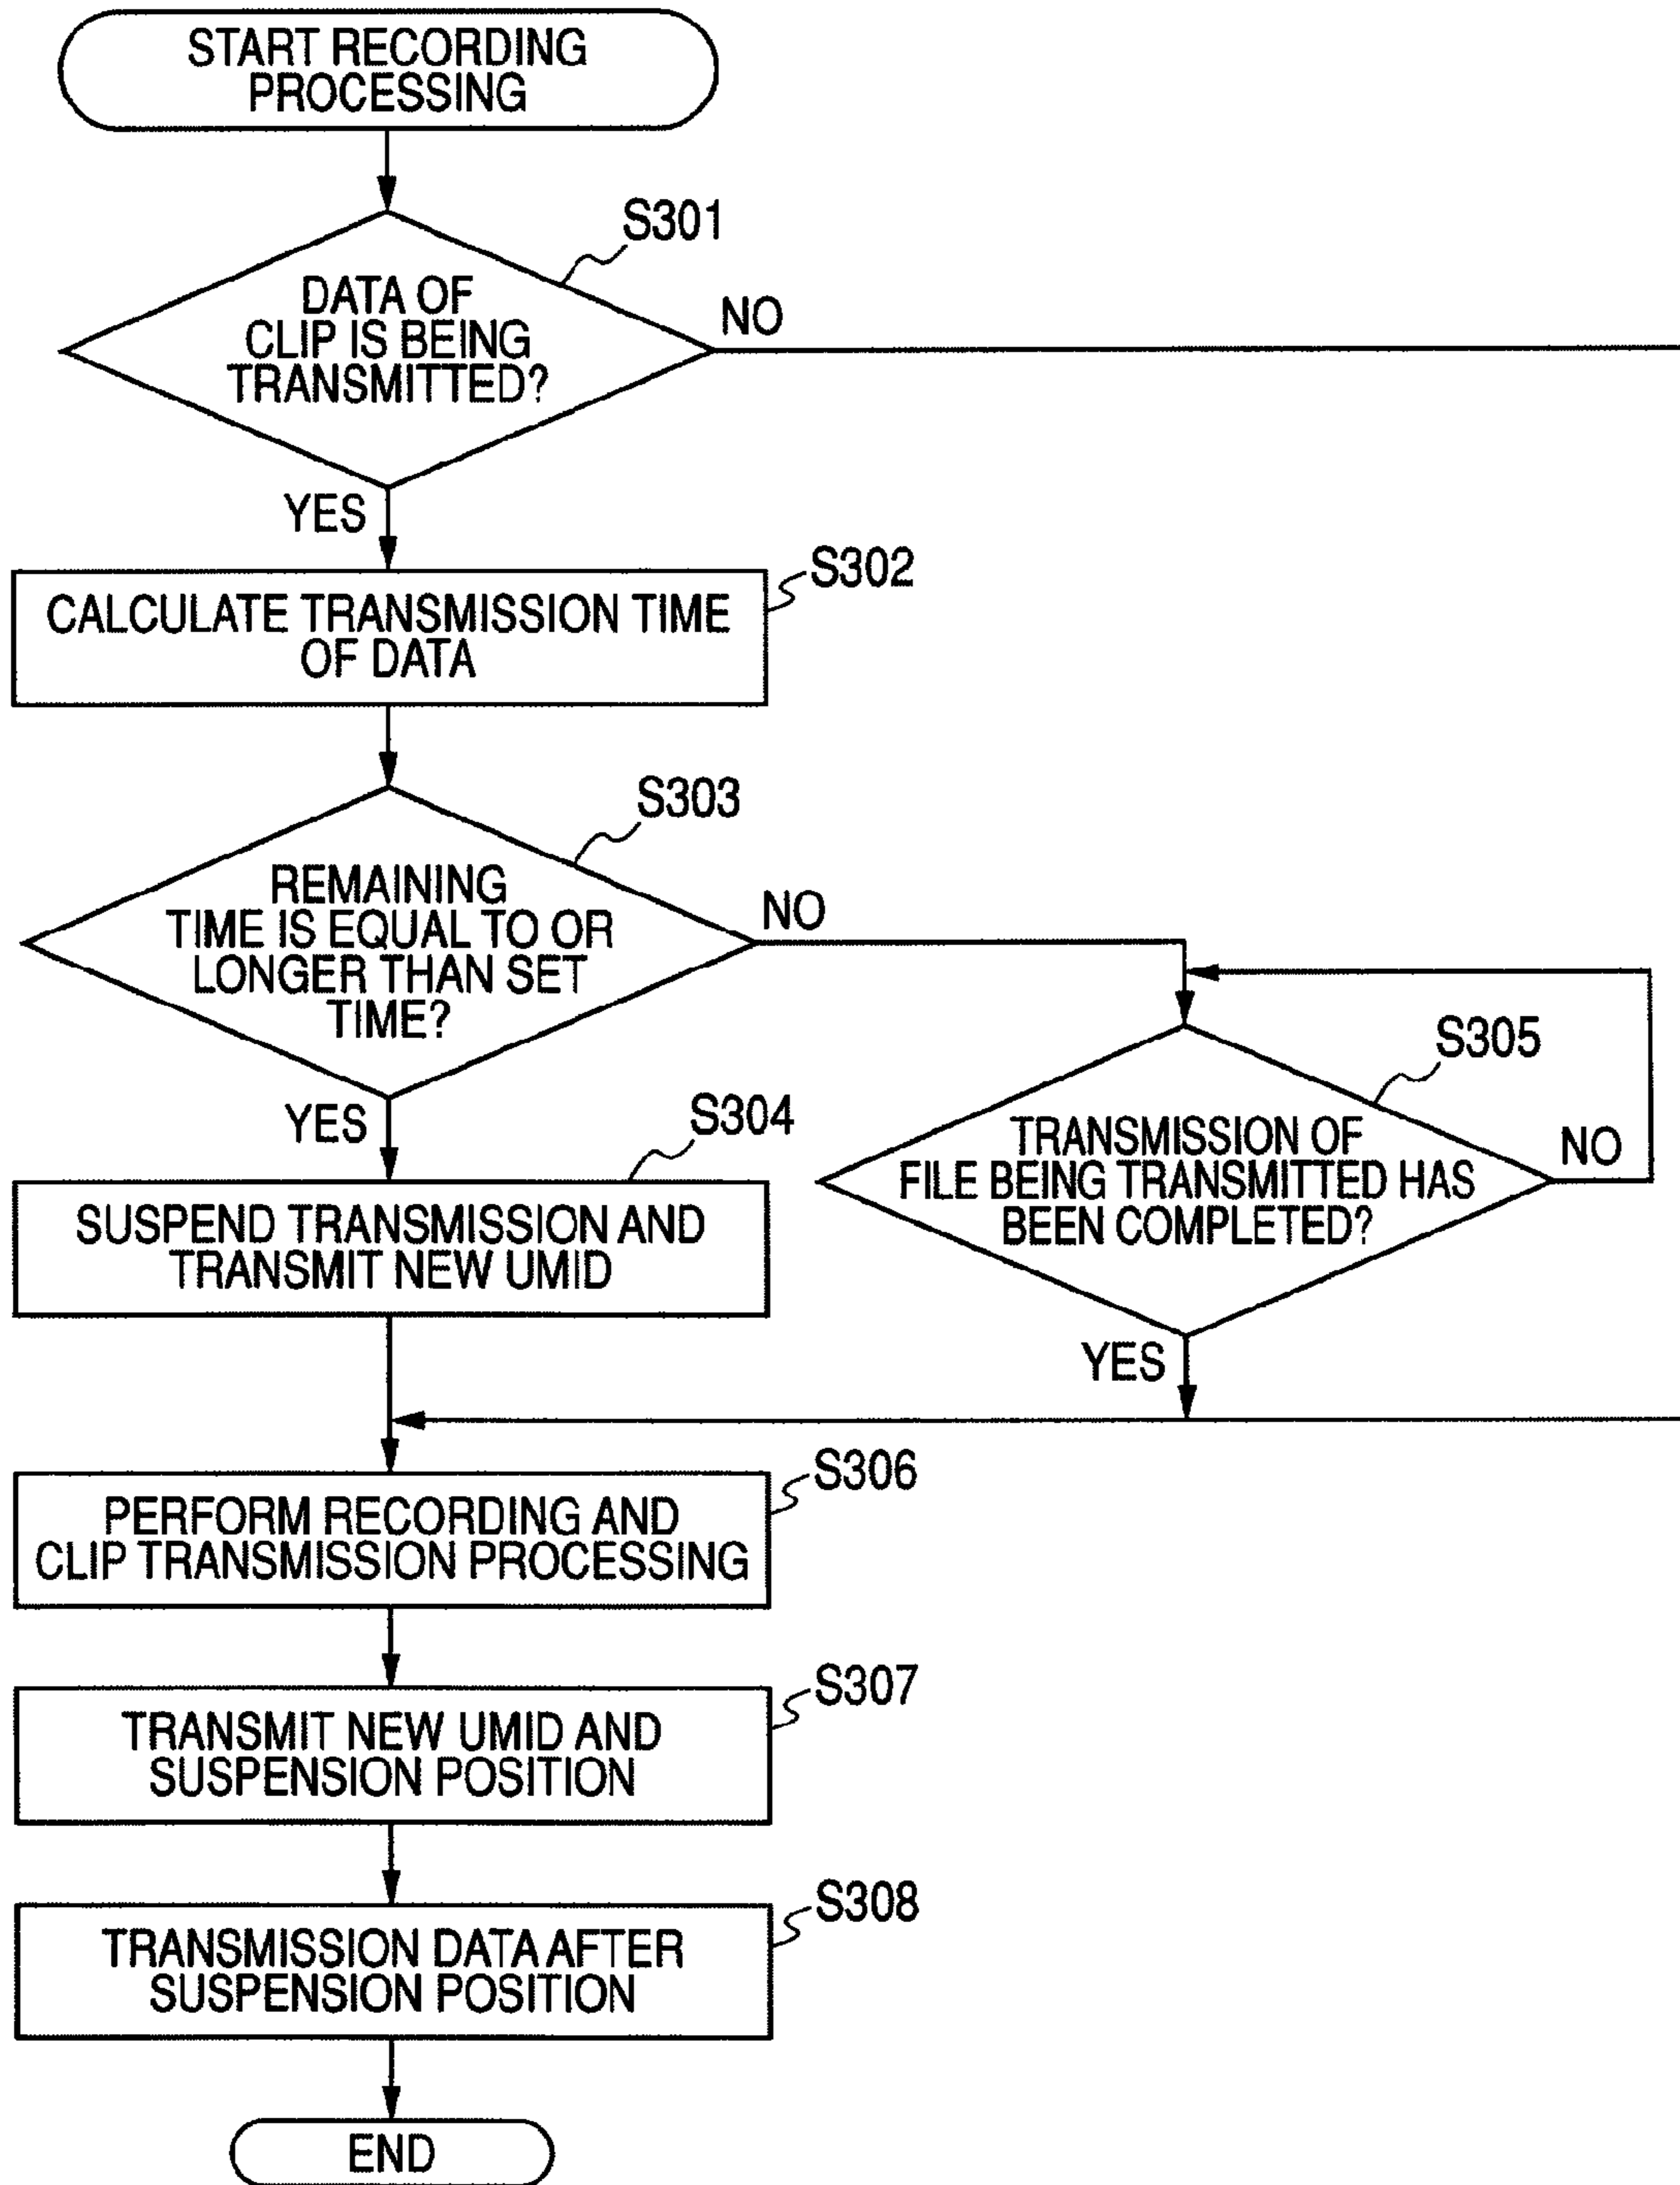 START RECORDING
PROCESSING
S301
DATA OF
CLIP IS BEING
TRANSMITTED?
NO
YES
S302
CALCULATE TRANSMISSION TIME
OF DATA
S303
REMAINING
TIME IS EQUAL TO OR
LONGER THAN SET
TIME?
NO
YES
S304
SUSPEND TRANSMISSION AND
TRANSMIT NEW UMID
S305
TRANSMISSION OF
FILE BEING TRANSMITTED HAS
BEEN COMPLETED?
NO
YES
S306
PERFORM RECORDING AND
CLIP TRANSMISSION PROCESSING
S307
TRANSMIT NEW UMID AND
SUSPENSION POSITION
S308
TRANSMISSION DATA AFTER
SUSPENSION POSITION
END